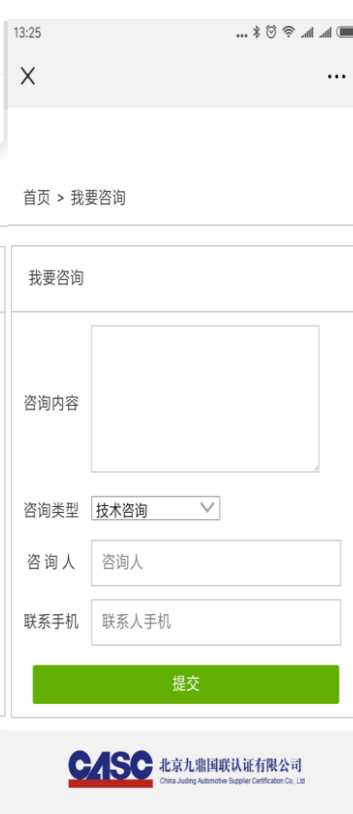 13:25
首页 > 我要咨询
我要咨询
咨询内容
咨询类型 技术咨询
咨询人 咨询人
联系手机 联系人手机
提交
CASC 北京九鼎国联认证有限公司
China Jiuding Automotive Supplier Certification Co., Ltd